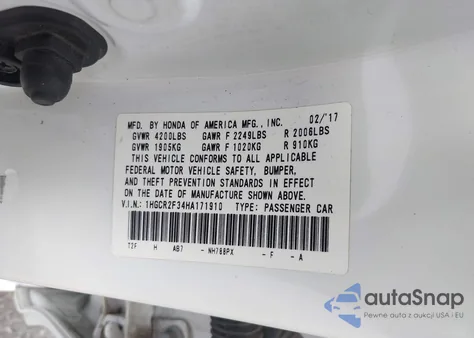 MFD. BY HONDA OF AMERICA MFG., INC. 02/'17
GVWR 4200LBS GAWR F 2249LBS R 2006LBS
GVWR 1905KG GAWR F 1020KG R 910KG
THIS VEHICLE CONFORMS TO ALL APPLICABLE
FEDERAL MOTOR VEHICLE SAFETY, BUMPER,
AND THEFT PREVENTION STANDARDS IN EFFECT
ON THE DATE OF MANUFACTURE SHOWN ABOVE.
V.I.N.: 1HGCR2F34HA171910 TYPE: PASSENGER CAR
T2F H AB7 -NH788PX -F -A
autoSnap
Pewne auta z aukcji USA i EU